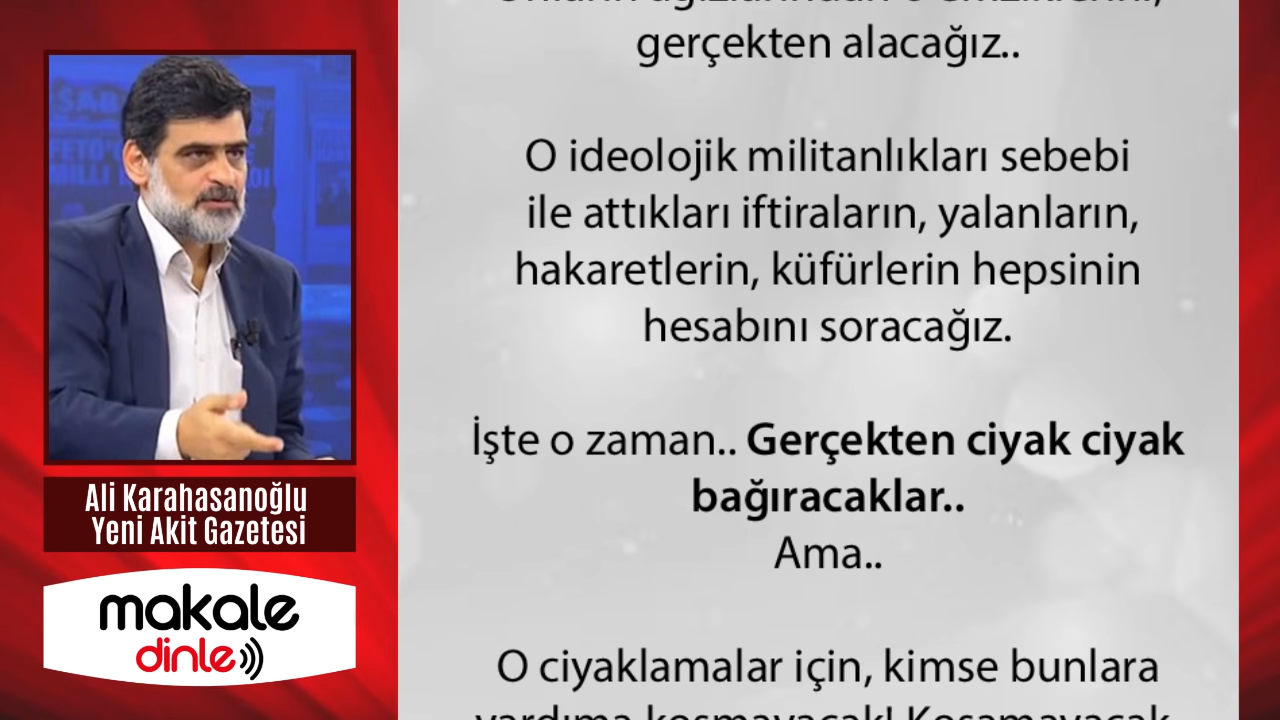 gerçekten alacağız..
O ideolojik militanlıkları sebebi
ile attıkları iftiraların, yalanların,
hakaretlerin, küfürlerin hepsinin
hesabını soracağız.
İşte o zaman.. Gerçekten ciyak ciyak
bağıracaklar..
Ama..
O ciyaklamalar için, kimse bunlara
Ali Karahasanoğlu
Yeni Akit Gazetesi
makale
dinle